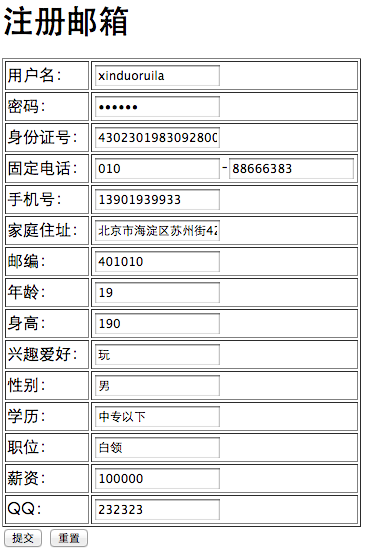 注册邮箱
用户名： xinduoruila
密码： ••••••
身份证号： 4302301983092800
固定电话： 010 - 88666383
手机号： 13901939933
家庭住址： 北京市海淀区苏州街42
邮编： 401010
年龄： 19
身高： 190
兴趣爱好： 玩
性别： 男
学历： 中专以下
职位： 白领
薪资： 100000
QQ： 232323
提交 重置